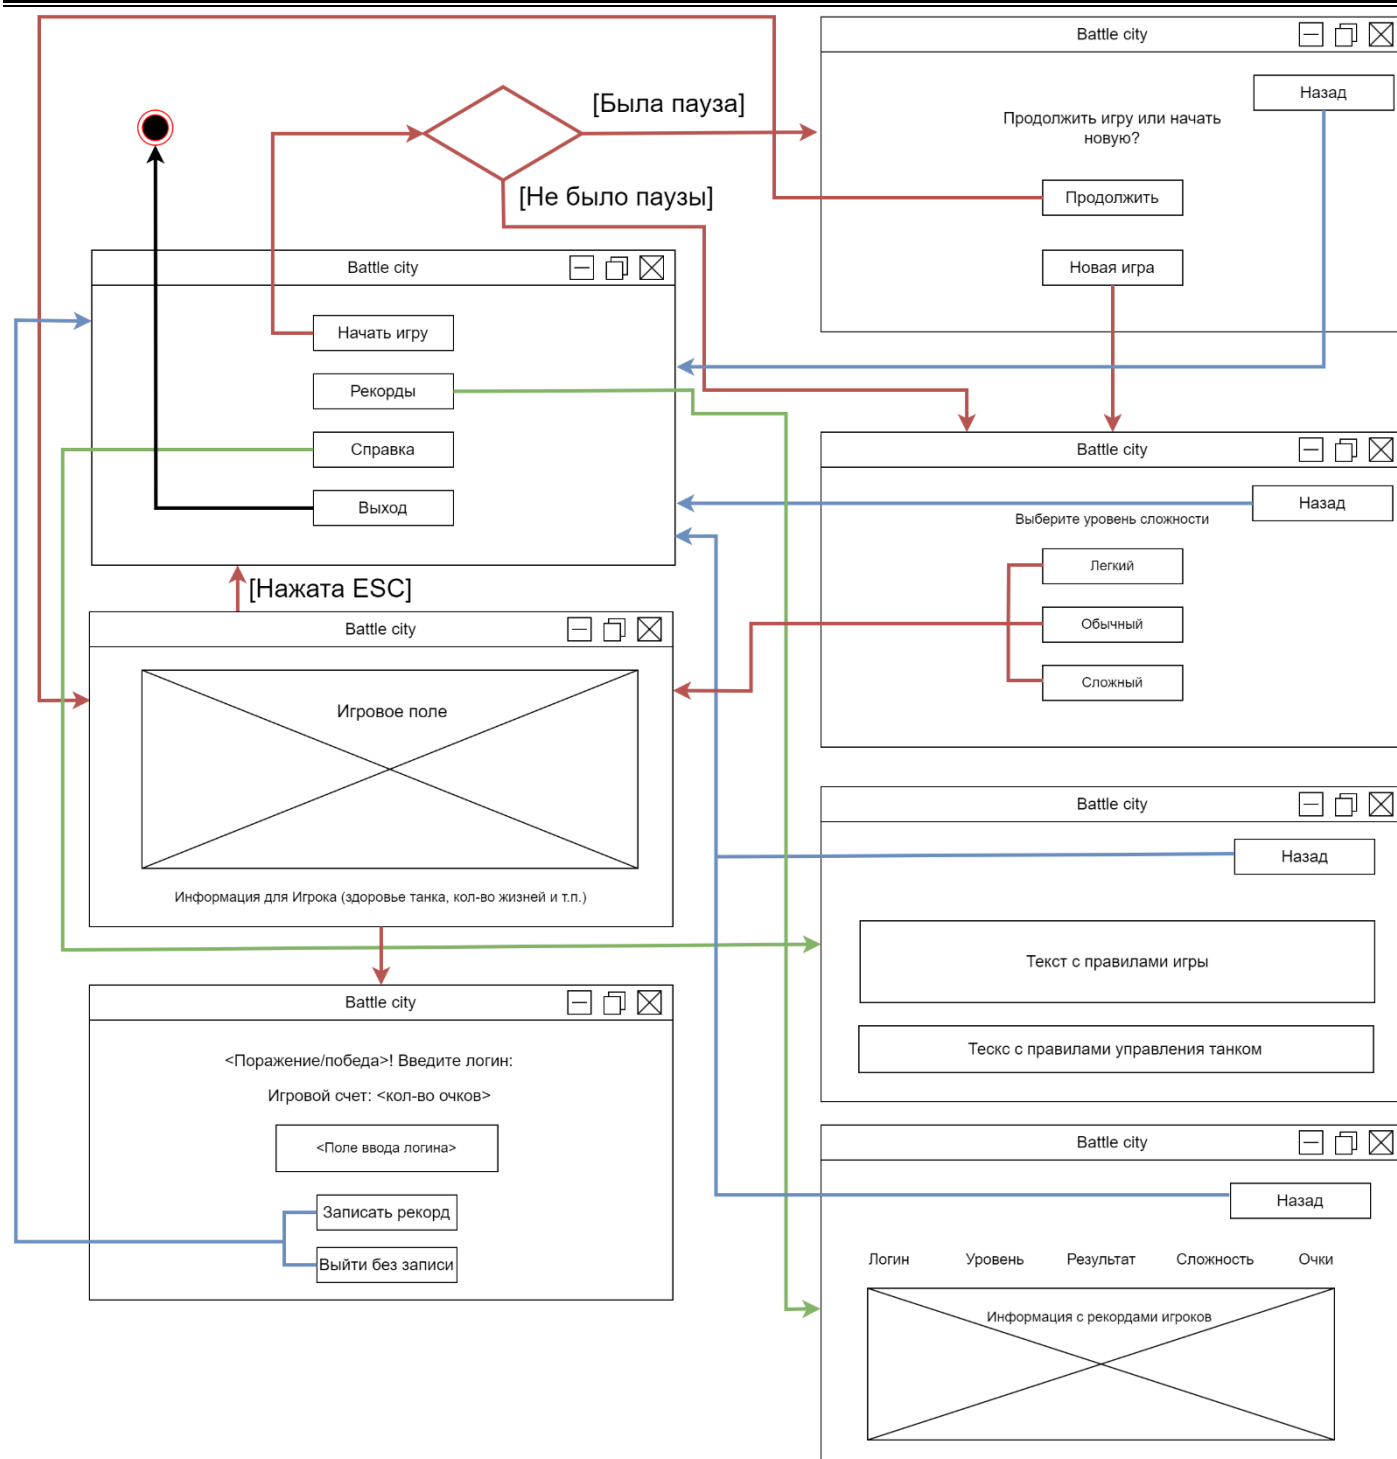 Battle city
[Была пауза]
Назад
Продолжить игру или начать
новую?
[Не было паузы]
Продолжить
Новая игра
Battle city
Начать игру
Рекорды
Справка
Выход
Battle city
Назад
Выберите уровень сложности
Легкий
Обычный
Сложный
[Нажата ESC]
Battle city
Игровое поле
Информация для Игрока (здоровье танка, кол-во жизней и т.п.)
Battle city
Назад
Текст с правилами игры
Тескс с правилами управления танком
Battle city
<Поражение/победа>! Введите логин:
Игровой счет: <кол-во очков>
<Поле ввода логина>
Записать рекорд
Выйти без записи
Battle city
Назад
Логин Уровень Результат Сложность Очки
Информация с рекордами игроков